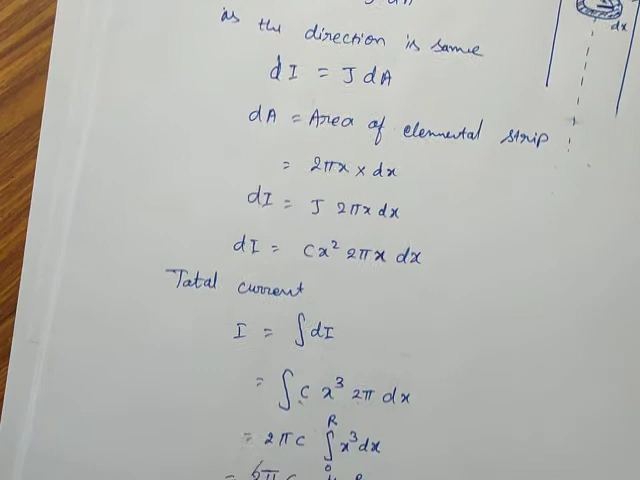 as the direction is same
dx
dI = J dA
dA = Area of elemental strip
= 2πx × dx
dI = J 2πx dx
dI = Cx² 2πx dx
Tatal current
I = ∫dI
= ∫ C x³ 2π dx
= 2πC ∫₀ᴿ x³dx